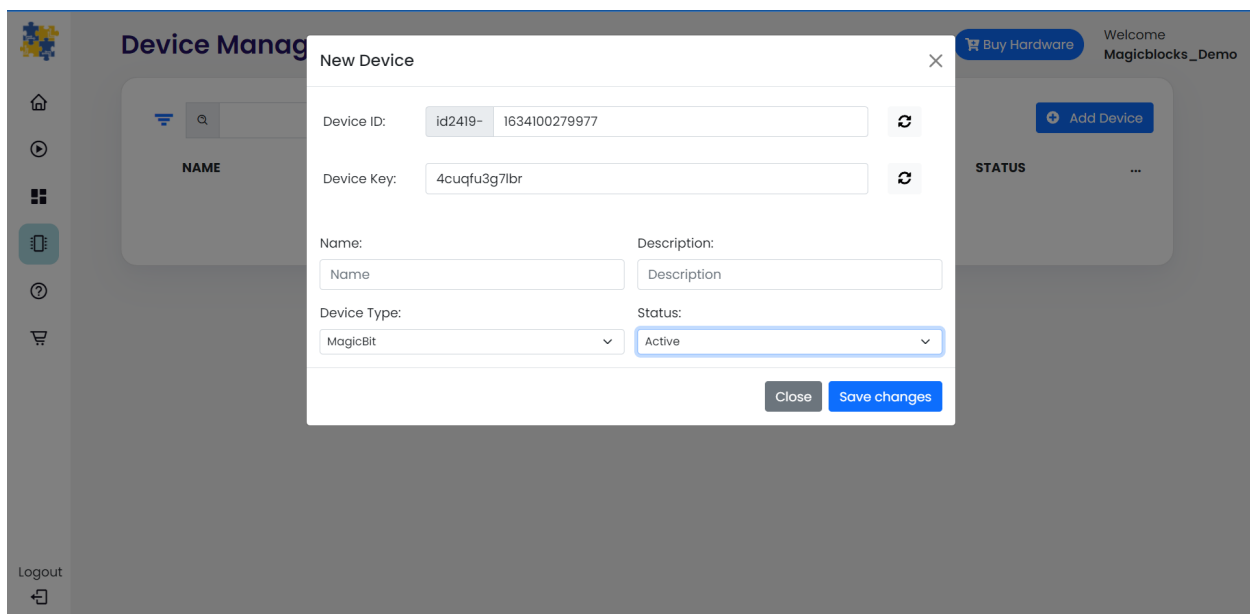 Device Manag
Buy Hardware
Welcome
Magicblocks_Demo
Add Device
NAME
STATUS
...
New Device
Device ID:
id2419-
1634100279977
Device Key:
4cuqfu3g7lbr
Name:
Description:
Name
Description
Device Type:
Status:
MagicBit
Active
Close
Save changes
Logout